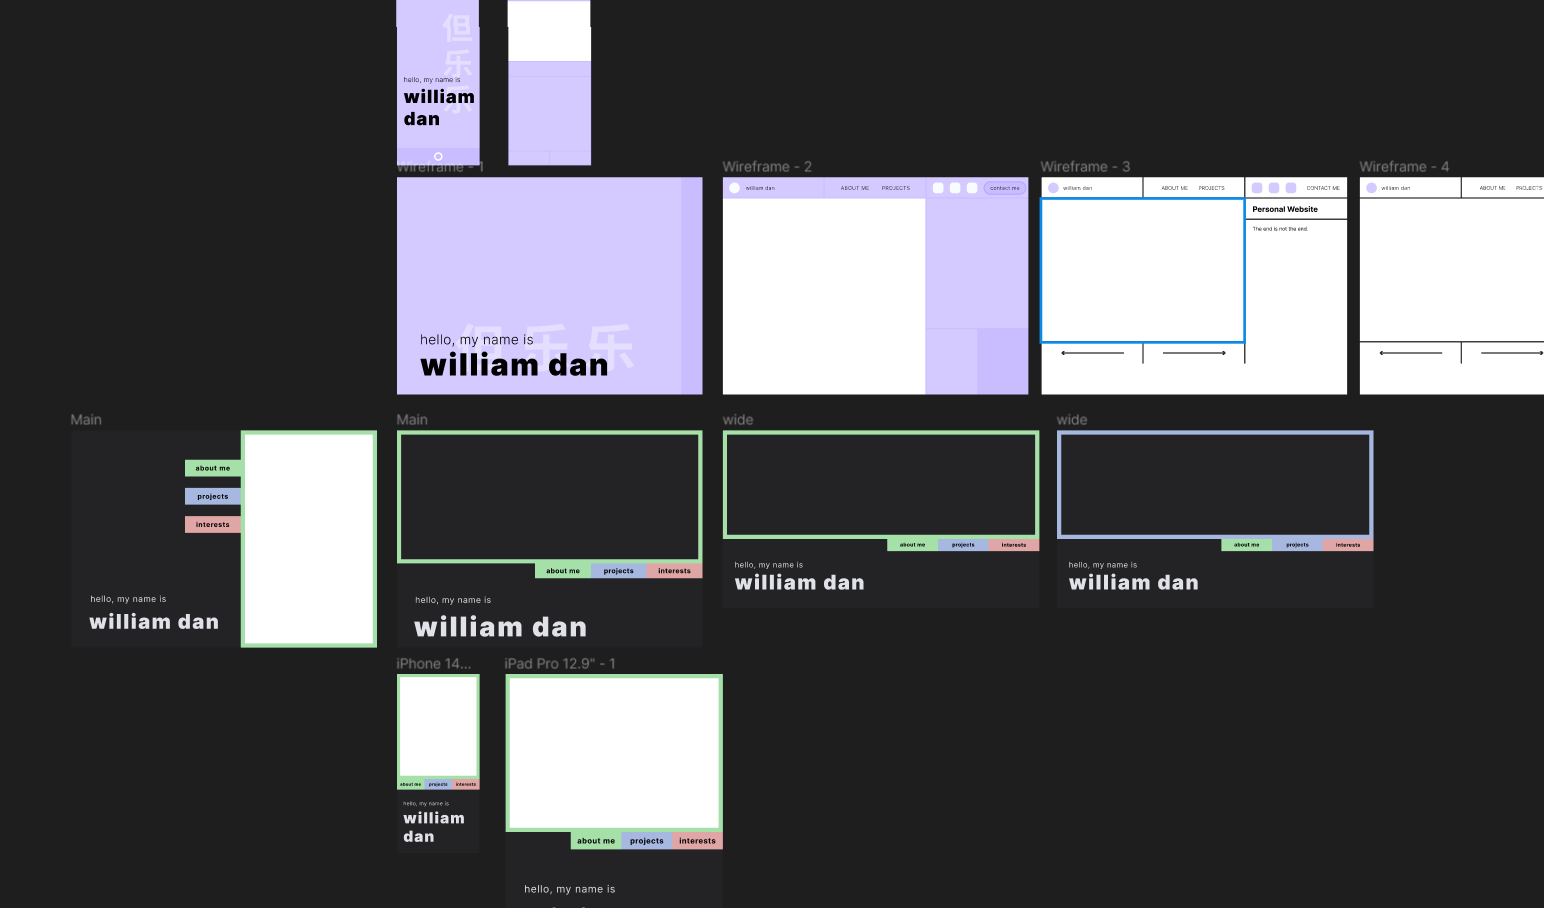 但
乐
乐
hello, my name is
william
dan
Wireframe - 1
但乐乐
hello, my name is
william dan
Wireframe - 2
william dan
ABOUT ME
PROJECTS
contact me
Wireframe - 3
william dan
ABOUT ME
PROJECTS
CONTACT ME
Personal Website
The end is not the end.
Wireframe - 4
william dan
ABOUT ME
PROJECTS
Main
about me
projects
interests
hello, my name is
william dan
Main
about me
projects
interests
hello, my name is
william dan
wide
about me
projects
interests
hello, my name is
william dan
wide
about me
projects
interests
hello, my name is
william dan
iPhone 14...
about me
projects
interests
hello, my name is
william
dan
iPad Pro 12.9" - 1
about me
projects
interests
hello, my name is